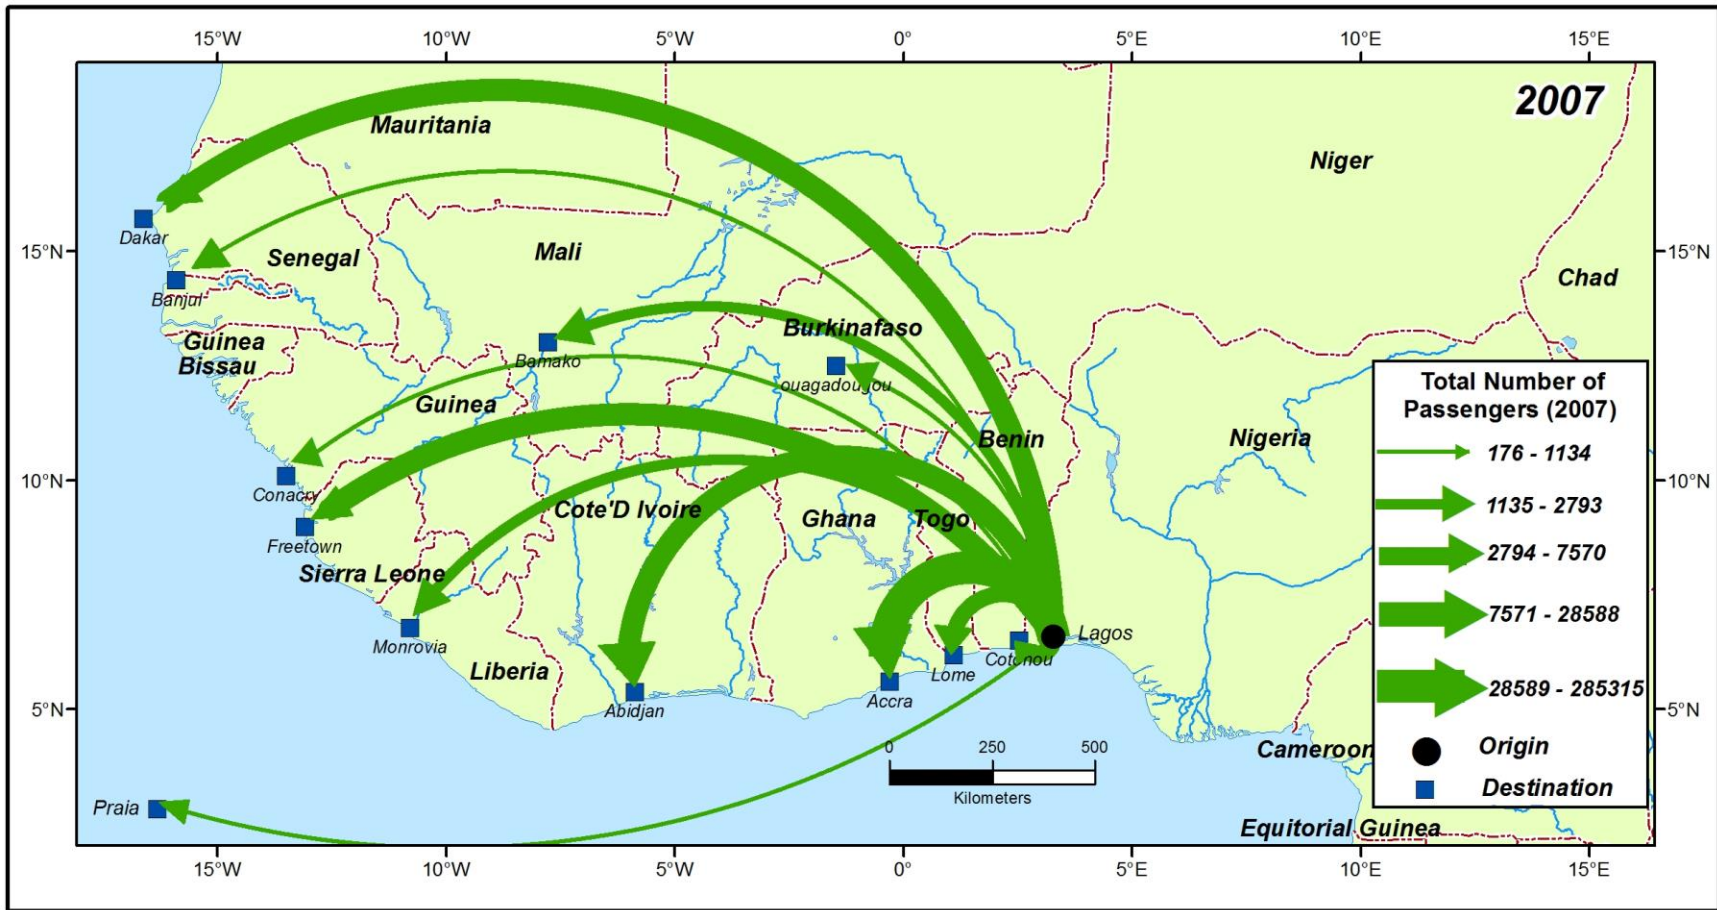 15°W 10°W 5°W 0° 5°E 10°E 15°E
2007
Mauritania
Niger
Dakar
15°N
Senegal
Mali
15°N
Chad
Banjul
Guinea
Bissau
Burkinafaso
Bamako
ouagadougou
Guinea
Benin
Nigeria
10°N
10°N
Conacry
Cote'D Ivoire
Ghana
Togo
Freetown
Sierra Leone
Monrovia
Lagos
Cotonou
Liberia
Lome
Abidjan
Accra
5°N
5°N
0 250 500
Kilometers
Cameroon
Praia
Equitorial Guinea
Total Number of
Passengers (2007)
176 - 1134
1135 - 2793
2794 - 7570
7571 - 28588
28589 - 285315
Origin
Destination
15°W 10°W 5°W 0° 5°E 10°E 15°E